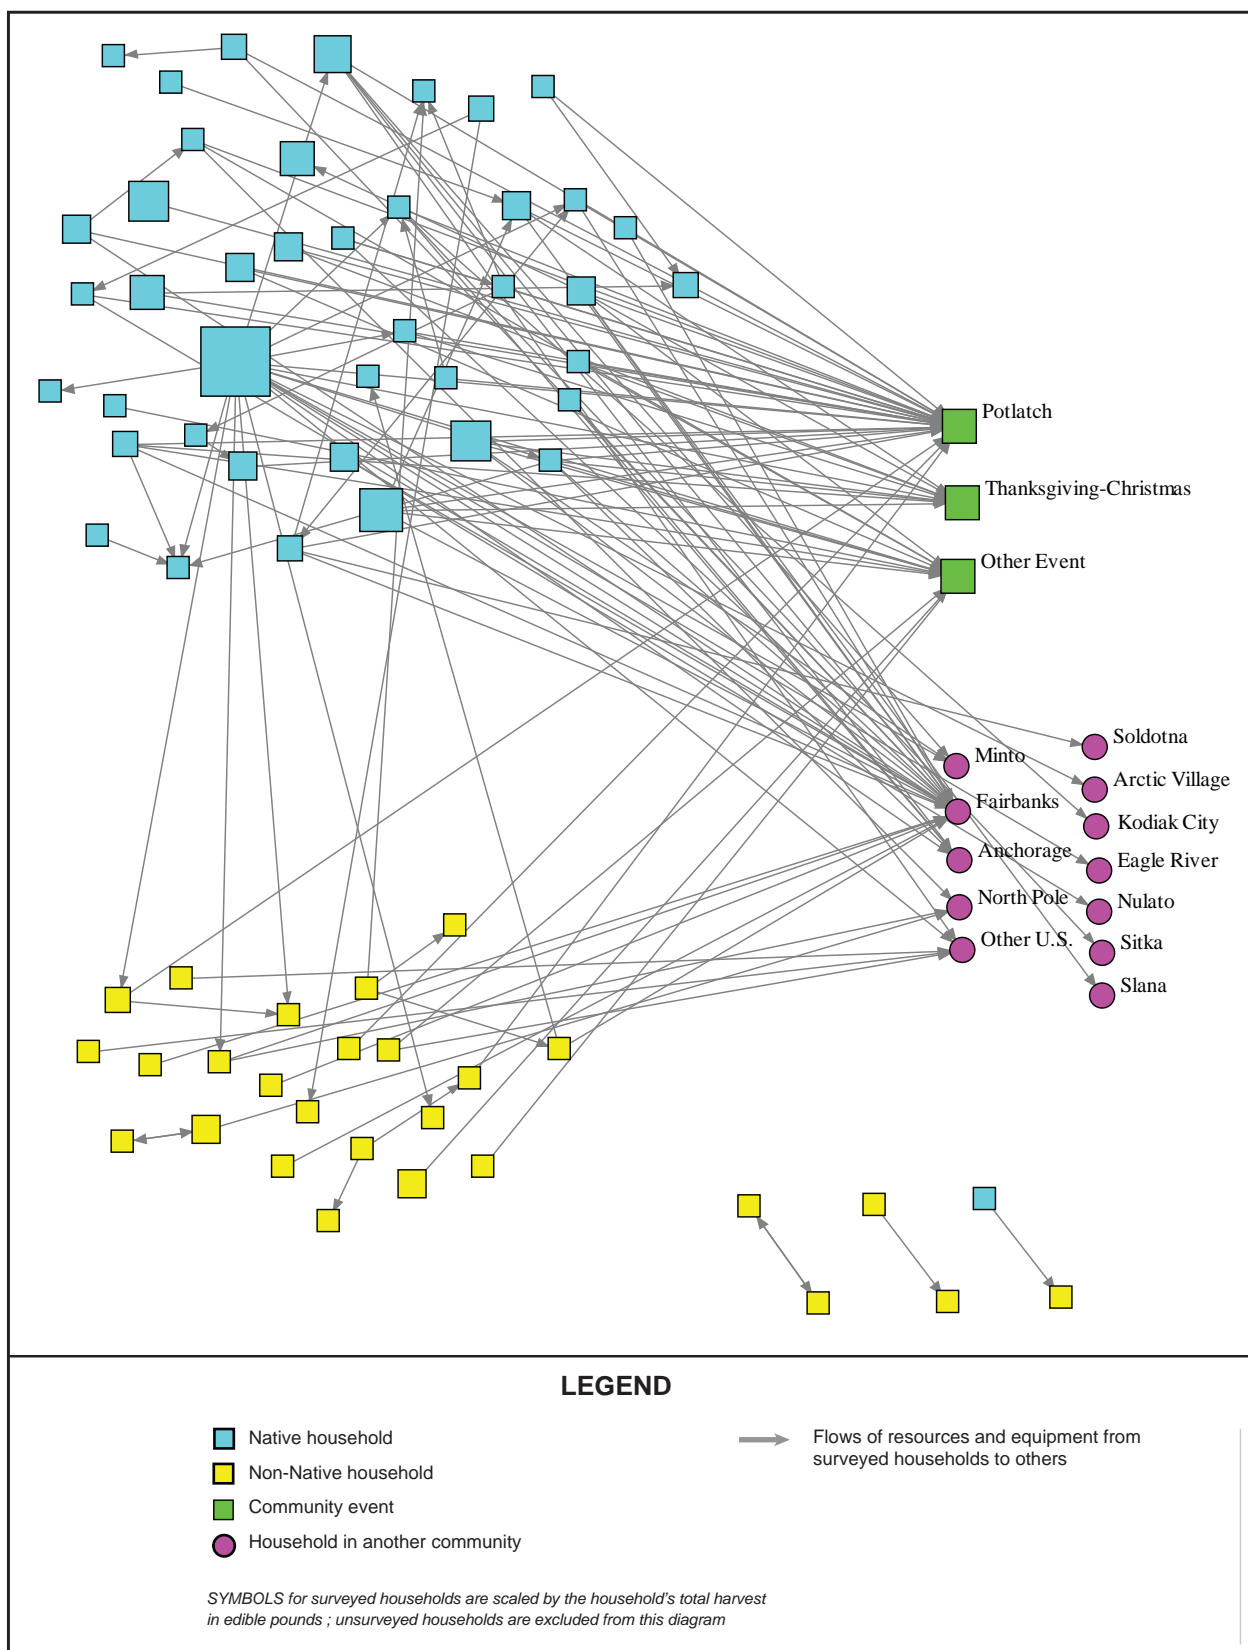 Potlatch
Thanksgiving-Christmas
Other Event
Soldotna
Minto
Arctic Village
Fairbanks
Kodiak City
Anchorage
Eagle River
North Pole
Nulato
Other U.S.
Sitka
Slana
LEGEND
Native household
Non-Native household
Community event
Household in another community
Flows of resources and equipment from
surveyed households to others
SYMBOLS for surveyed households are scaled by the household's total harvest
in edible pounds ; unsurveyed households are excluded from this diagram